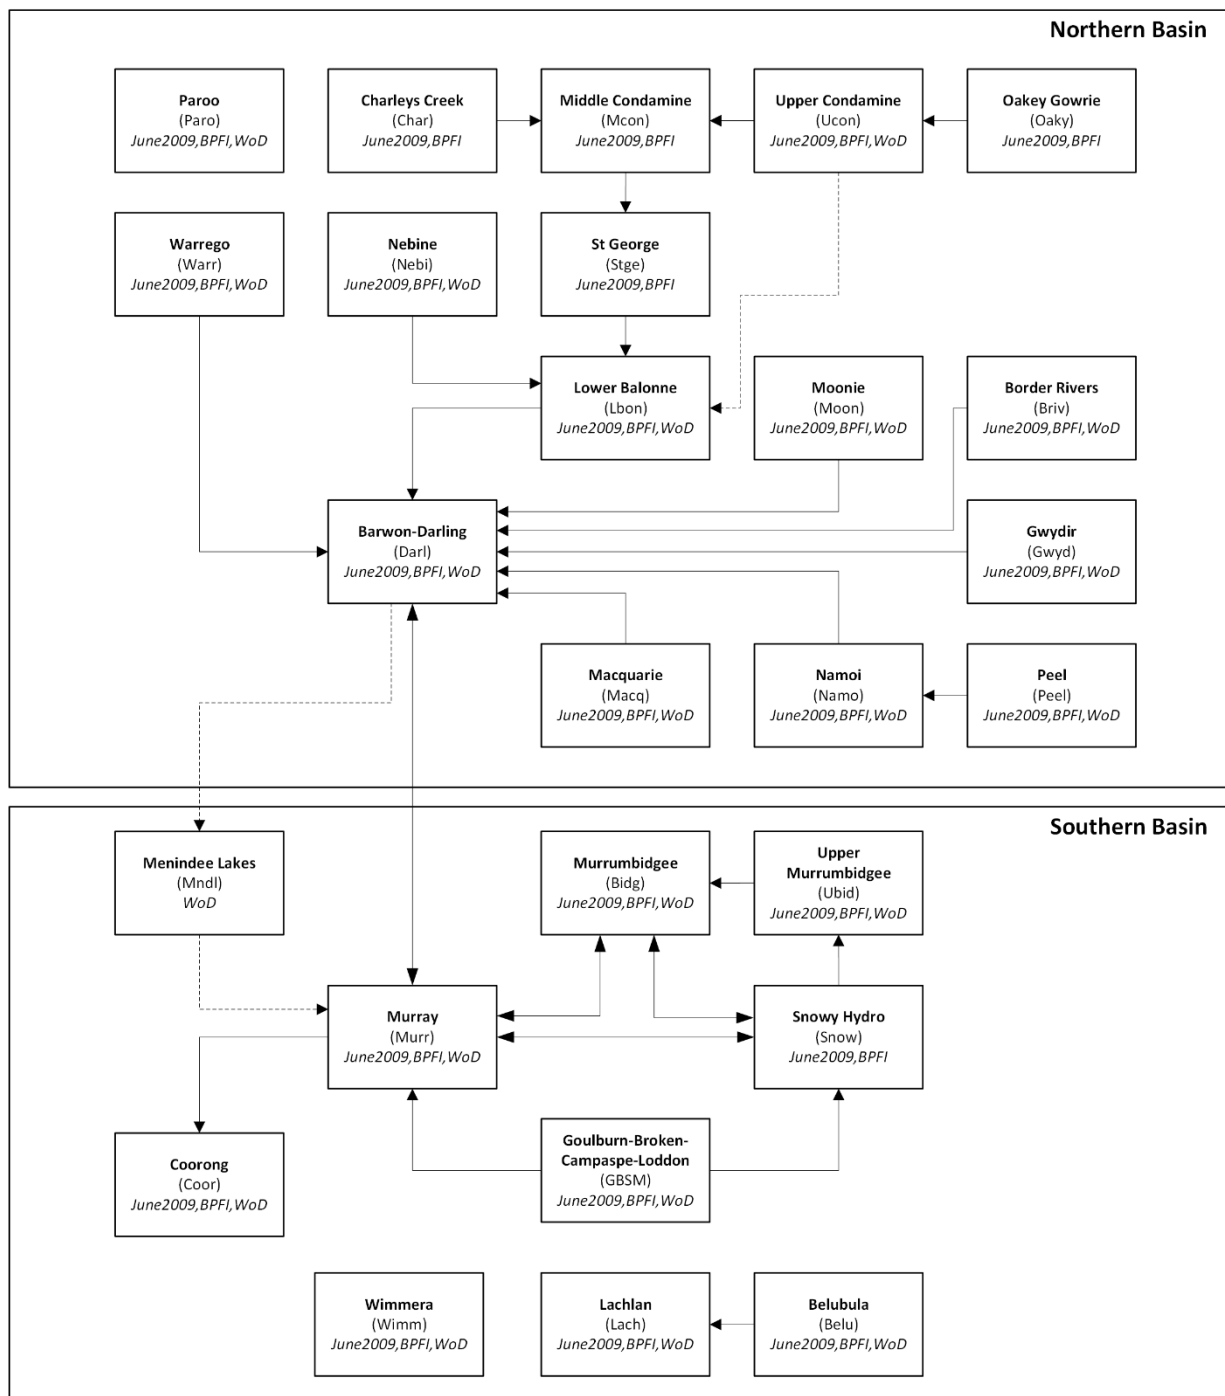 Northern Basin
Paroo
(Paro)
June2009,BPFI,WoD
Charleys Creek
(Char)
June2009,BPFI
Middle Condamine
(Mcon)
June2009,BPFI
Upper Condamine
(Ucon)
June2009,BPFI,WoD
Oakey Gowrie
(Oaky)
June2009,BPFI
Warrego
(Warr)
June2009,BPFI,WoD
Nebine
(Nebi)
June2009,BPFI,WoD
St George
(Stge)
June2009,BPFI
Lower Balonne
(Lbon)
June2009,BPFI,WoD
Moonie
(Moon)
June2009,BPFI,WoD
Border Rivers
(Briv)
June2009,BPFI,WoD
Barwon-Darling
(Darl)
June2009,BPFI,WoD
Gwydir
(Gwyd)
June2009,BPFI,WoD
Macquarie
(Macq)
June2009,BPFI,WoD
Namoi
(Namo)
June2009,BPFI,WoD
Peel
(Peel)
June2009,BPFI,WoD
Southern Basin
Menindee Lakes
(Mndl)
WoD
Murrumbidgee
(Bidg)
June2009,BPFI,WoD
Upper
Murrumbidgee
(Ubid)
June2009,BPFI,WoD
Murray
(Murr)
June2009,BPFI,WoD
Snowy Hydro
(Snow)
June2009,BPFI
Coorong
(Coor)
June2009,BPFI,WoD
Goulburn-Broken-
Campaspe-Loddon
(GBSM)
June2009,BPFI,WoD
Wimmera
(Wimm)
June2009,BPFI,WoD
Lachlan
(Lach)
June2009,BPFI,WoD
Belubula
(Belu)
June2009,BPFI,WoD